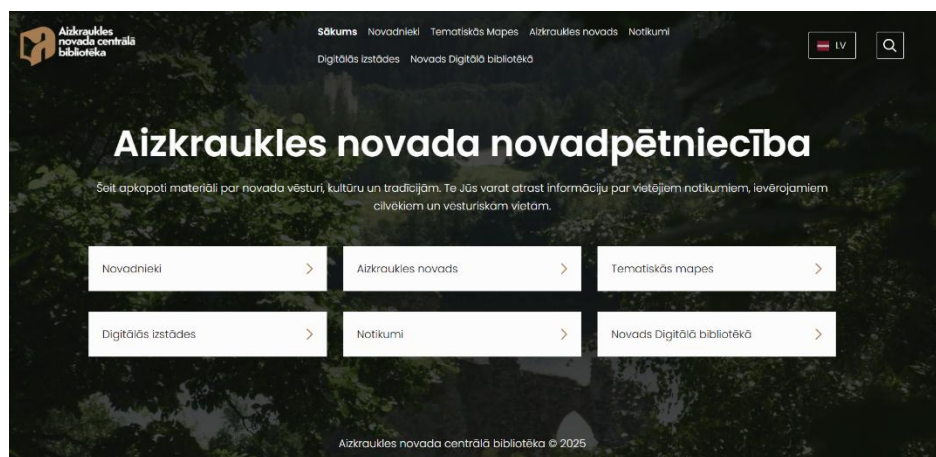 Aizkraukles
novada centrālā
bibliotēka
Sākums Novadnieki Tematiskās Mapes Aizkraukles novads Notikumi
Digitālās izstādes Novads Digitālā bibliotēkā
LV
Aizkraukles novada novadpētniecība
Šeit apkopoti materiāli par novada vēsturi, kultūru un tradīcijām. Te Jūs varat atrast informāciju par vietējiem notikumiem, ievērojamiem
cilvēkiem un vēsturiskām vietām.
Novadnieki
Aizkraukles novads
Tematiskās mapes
Digitālās izstādes
Notikumi
Novads Digitālā bibliotēkā
Aizkraukles novada centrālā bibliotēka © 2025